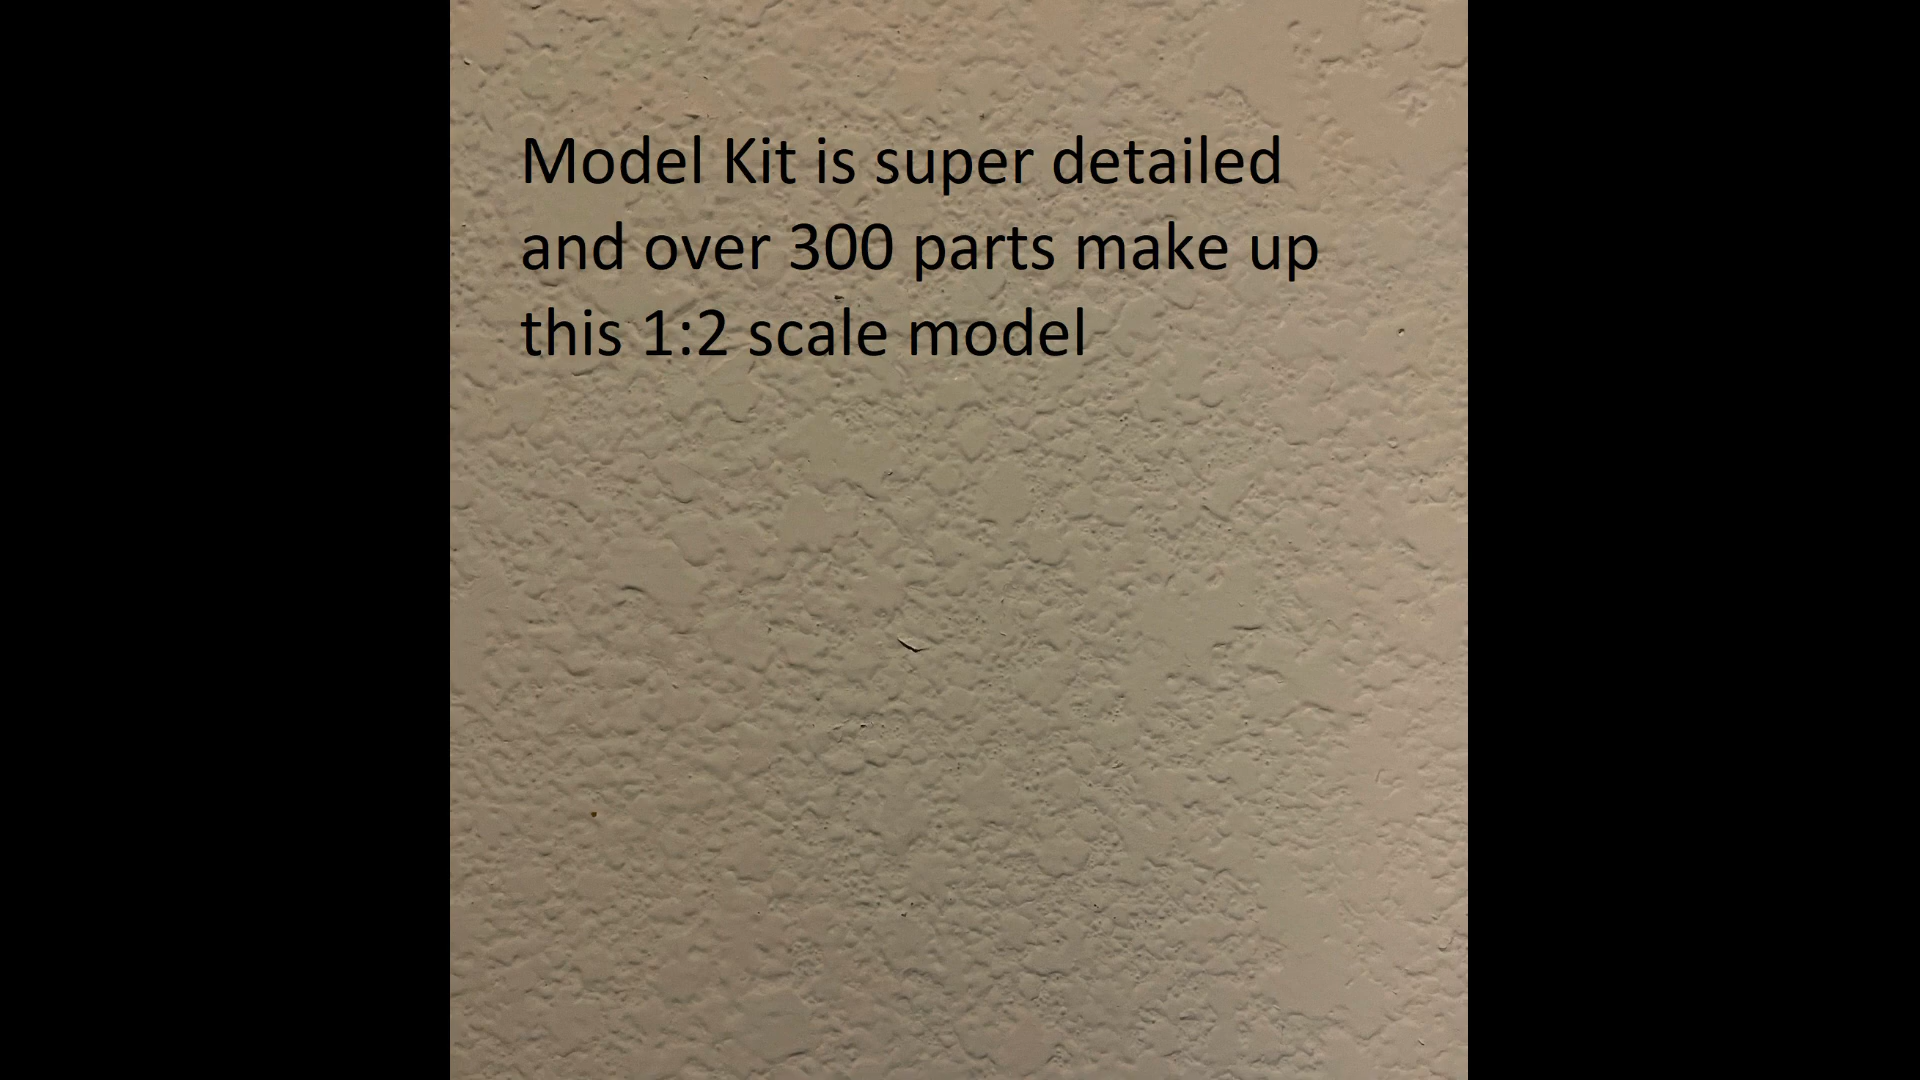 Model Kit is super detailed
and over 300 parts make up
this 1:2 scale model